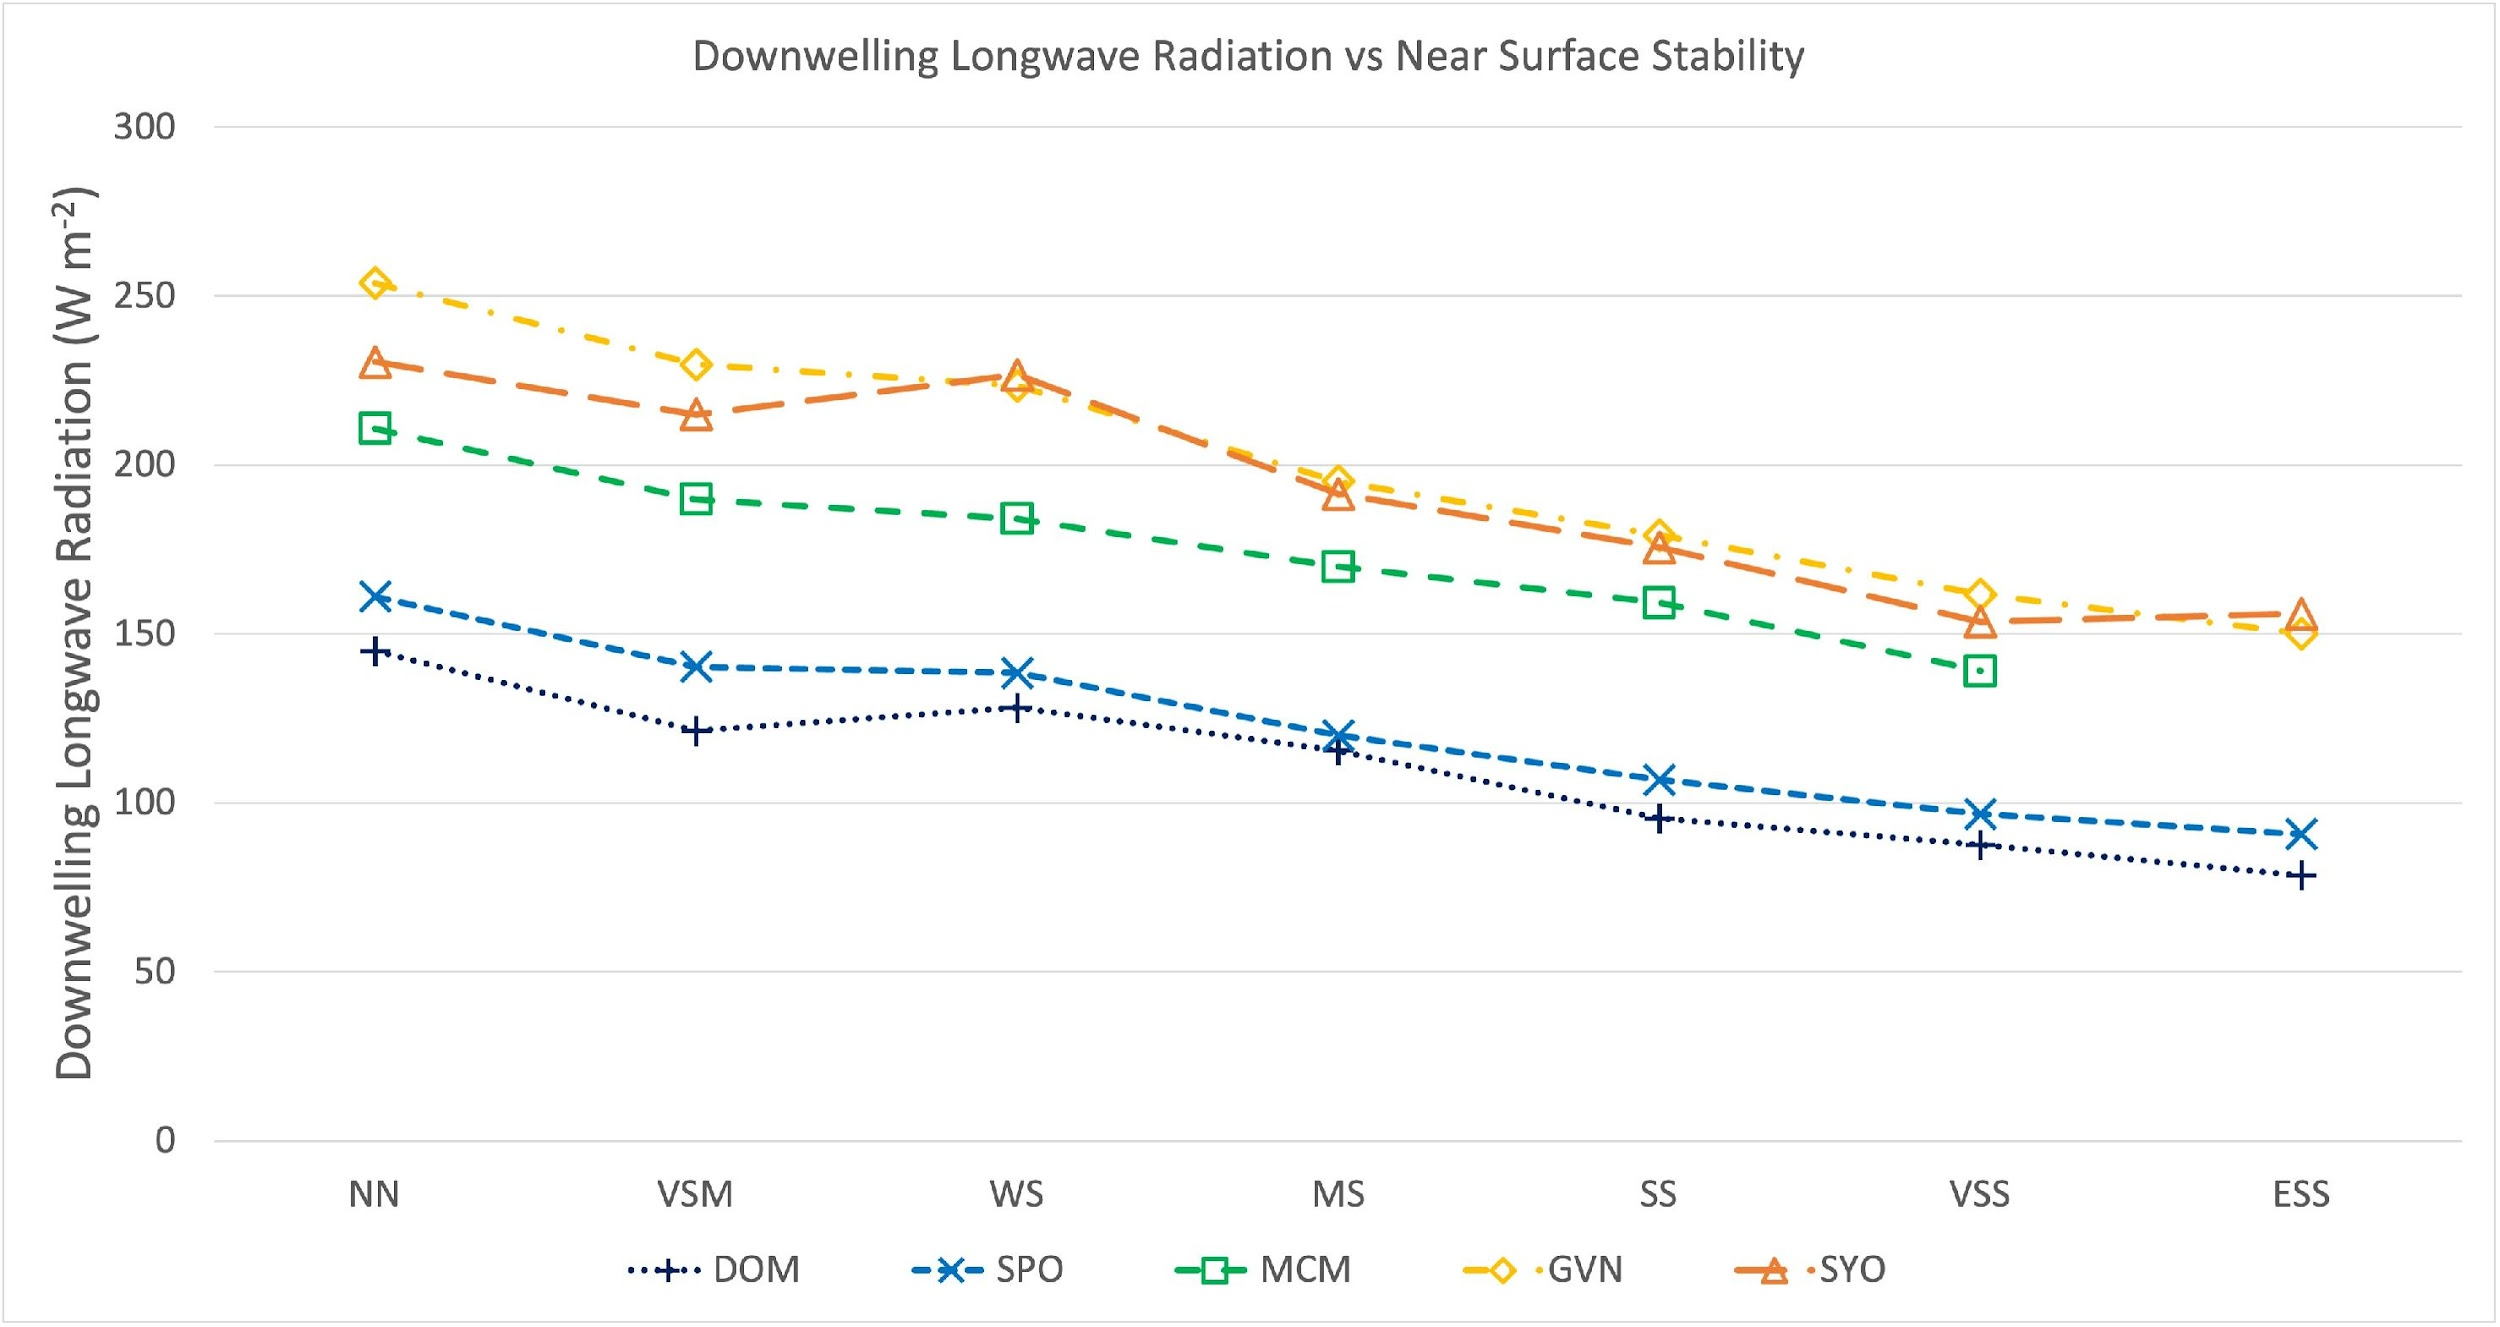 Downwelling Longwave Radiation vs Near Surface Stability
Downwelling Longwave Radiation (W m⁻²)
300
250
200
150
100
50
0
NN VSM WS MS SS VSS ESS
DOM SPO MCM GVN SYO